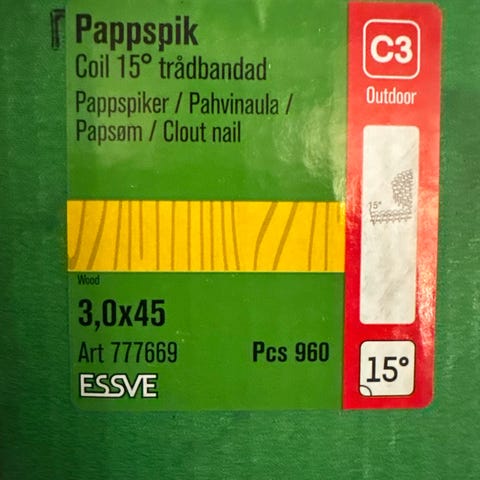 Pappspik
Coil 15° trådbandad
Pappspiker / Pahvinaula /
Papsøm / Clout nail
C3
Outdoor
15°
Wood
3,0x45
Art 777669
Pcs 960
ESSVE
15°